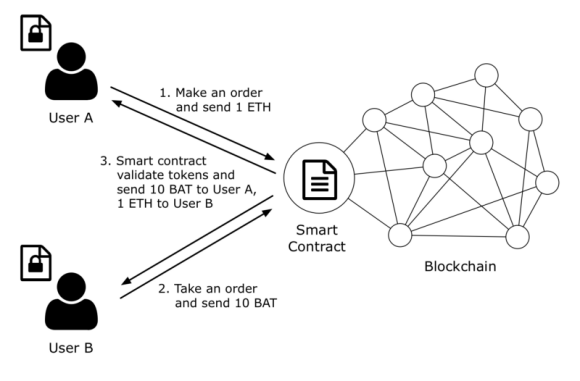 1. Make an order
and send 1 ETH
User A
3. Smart contract
validate tokens and
send 10 BAT to User A,
1 ETH to User B
Smart
Contract
Blockchain
2. Take an order
and send 10 BAT
User B